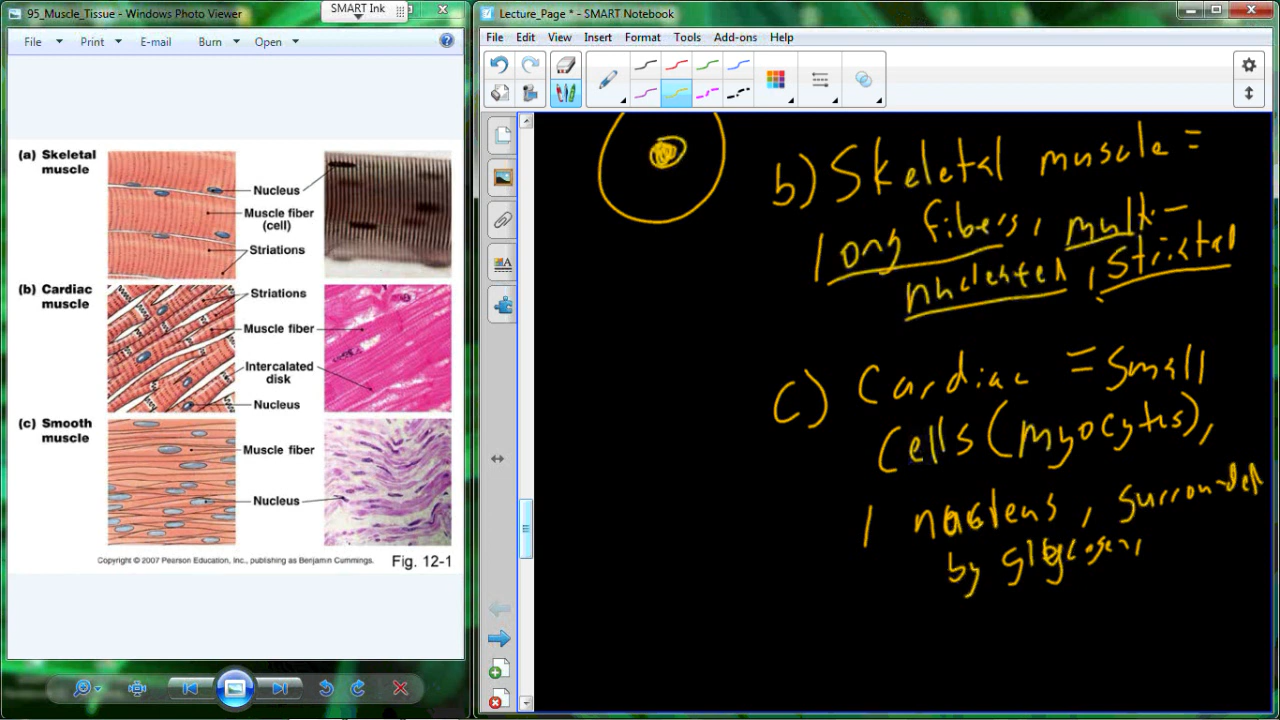 95_Muscle_Tissue - Windows Photo Viewer
SMART Ink
File Print E-mail Burn Open
(a) Skeletal
muscle
Nucleus
Muscle fiber
(cell)
Striations
(b) Cardiac
muscle
Striations
Muscle fiber
Intercalated
disk
Nucleus
(c) Smooth
muscle
Muscle fiber
Nucleus
Copyright © 2007 Pearson Education, Inc., publishing as Benjamin Cummings.
Fig. 12-1
Lecture_Page * - SMART Notebook
File Edit View Insert Format Tools Add-ons Help
b) Skeletal muscle =
long fibers, multi-
nucleated, striated
c) Cardiac = small
cells (myocytes),
1 nucleus, surrounded
by glycogen,